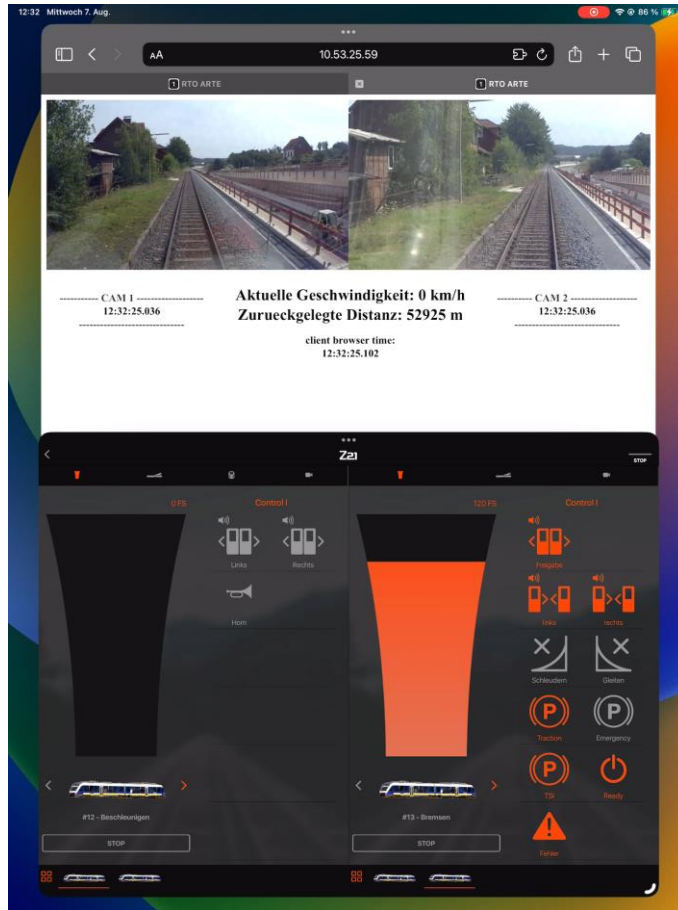 12:32 Mittwoch 7. Aug.
86 %
AA
10.53.25.59
1 RTO ARTE
1 RTO ARTE
---------- CAM 1 -------------------
12:32:25.036
------------------------------
Aktuelle Geschwindigkeit: 0 km/h
Zurueckgelegte Distanz: 52925 m
client browser time:
12:32:25.102
---------- CAM 2 -------------------
12:32:25.036
------------------------------
Z21
STOP
0 FS
Control I
Links
Rechts
Horn
#12 - Beschleunigen
STOP
120 FS
Control I
Freigabe
links
rechts
Schleudern
Gleiten
P
P
Traction
Emergency
P
TSI
Ready
Fehler
#13 - Bremsen
STOP